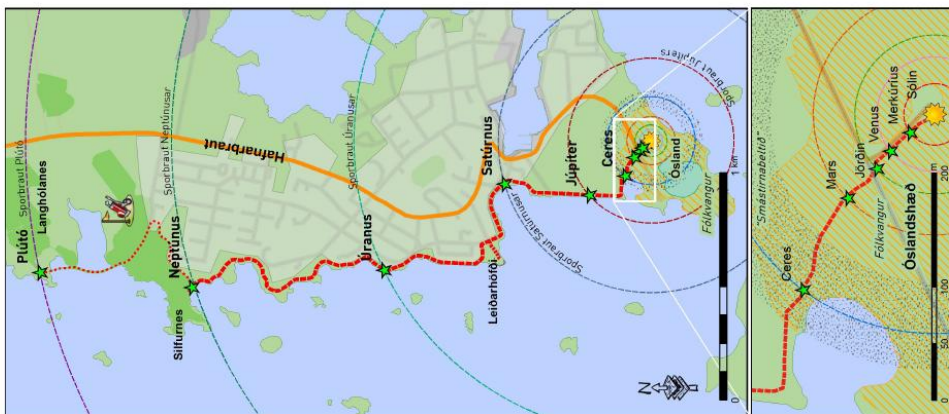 Plútó
Sporbraut Plútó
Langhólanes
Sporbraut Neptúnusar
Neptúnus
Silfurnes
Hafnarbraut
Sporbraut Úranusar
Úranus
Leiðarhöfði
Satúrnus
Sporbraut Satúrnusar
Sporbraut Júpíters
Júpíter
Ceres
Ósland
Fólkvangur
N
0
1 km
"Smástirnabeltið"
Ceres
Mars
Jörðin
Venus
Merkúríus
Sólin
Fólkvangur
Óslandshæð
0
50
100
200
m